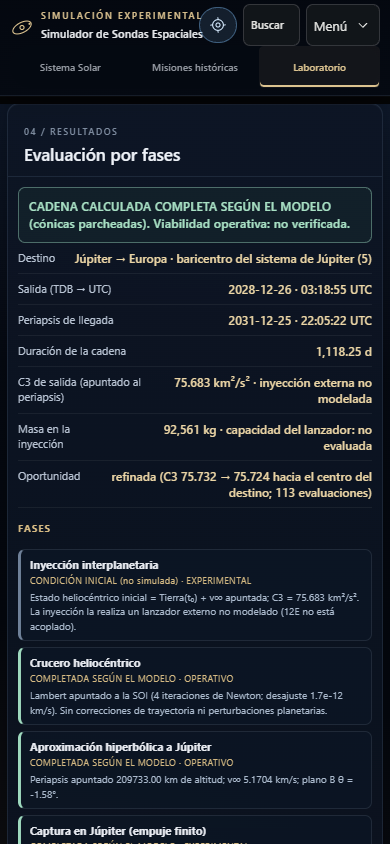 SIMULACIÓN EXPERIMENTAL
Simulador de Sondas Espaciales
Buscar
Menú
Sistema Solar
Misiones históricas
Laboratorio
04 / RESULTADOS
Evaluación por fases
CADENA CALCULADA COMPLETA SEGÚN EL MODELO
(cónicas parcheadas). Viabilidad operativa: no verificada.
Destino Júpiter → Europa · baricentro del sistema de Júpiter (5)
Salida (TDB → UTC) 2028-12-26 · 03:18:55 UTC
Periapsis de llegada 2031-12-25 · 22:05:22 UTC
Duración de la cadena 1,118.25 d
C3 de salida (apuntado al 75.683 km²/s² · inyección externa no
periapsis) modelada
Masa en la 92,561 kg · capacidad del lanzador: no
inyección evaluada
Oportunidad refinada (C3 75.732 → 75.724 hacia el centro del
destino; 113 evaluaciones)
FASES
Inyección interplanetaria
CONDICIÓN INICIAL (no simulada) · EXPERIMENTAL
Estado heliocéntrico inicial = Tierra(t₀) + v∞ apuntada; C3 = 75.683 km²/s².
La inyección la realiza un lanzador externo no modelado (12E no está
acoplado).
Crucero heliocéntrico
COMPLETADA SEGÚN EL MODELO · OPERATIVO
Lambert apuntado a la SOI (4 iteraciones de Newton; desajuste 1.7e-12
km/s). Sin correcciones de trayectoria ni perturbaciones planetarias.
Aproximación hiperbólica a Júpiter
COMPLETADA SEGÚN EL MODELO · OPERATIVO
Periapsis apuntado 209733.00 km de altitud; v∞ 5.1704 km/s; plano B θ =
-1.58°.
Captura en Júpiter (empuje finito)